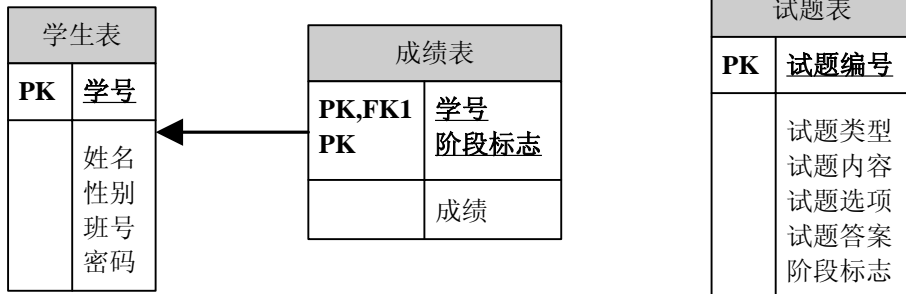 学生表
PK 学号
姓名
性别
班号
密码
成绩表
PK,FK1 学号
PK 阶段标志
成绩
试题表
PK 试题编号
试题类型
试题内容
试题选项
试题答案
阶段标志